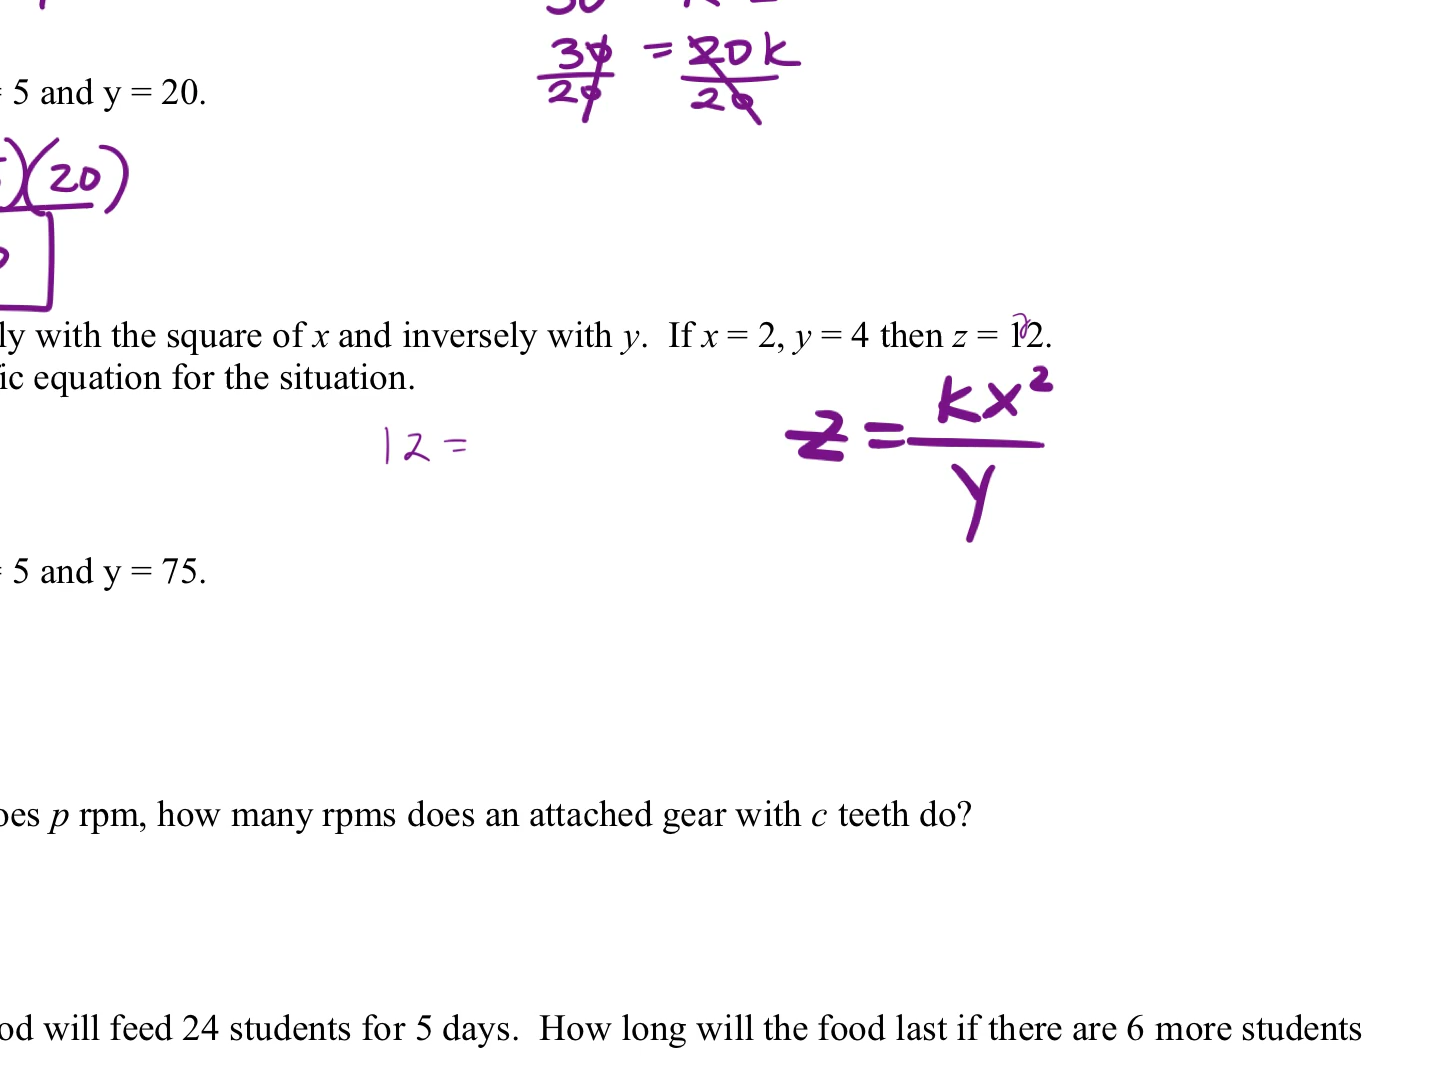 30 = 20k
20 20
= 5 and y = 20.
)(20)
ly with the square of x and inversely with y. If x = 2, y = 4 then z = 12.
ic equation for the situation.
z = kx²
12 =
y
= 5 and y = 75.
oes p rpm, how many rpms does an attached gear with c teeth do?
od will feed 24 students for 5 days. How long will the food last if there are 6 more students